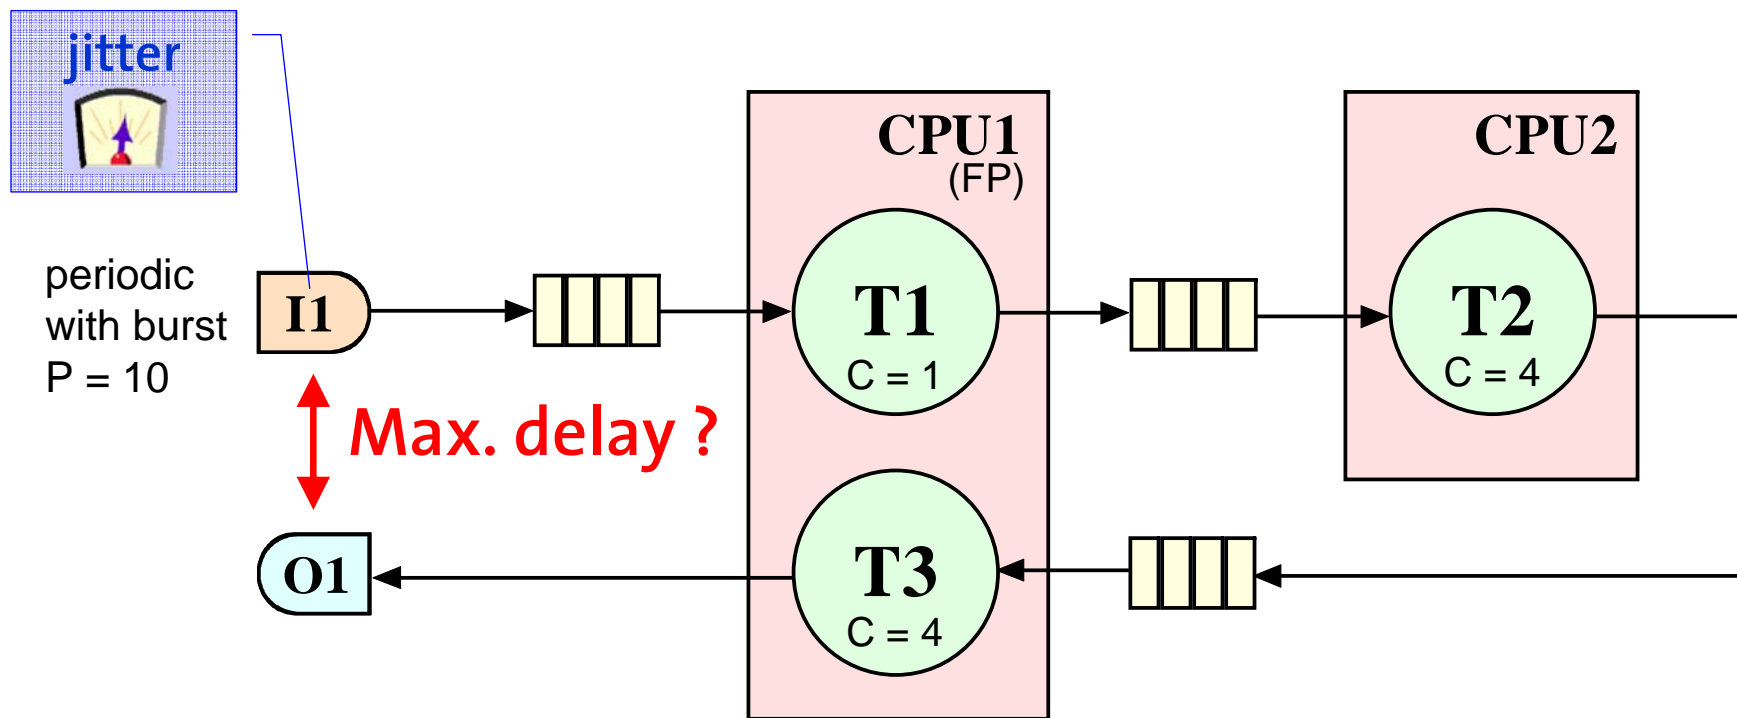 jitter
CPU1
(FP)
CPU2
periodic
with burst
P = 10
I1
T1
C = 1
T2
C = 4
Max. delay ?
O1
T3
C = 4